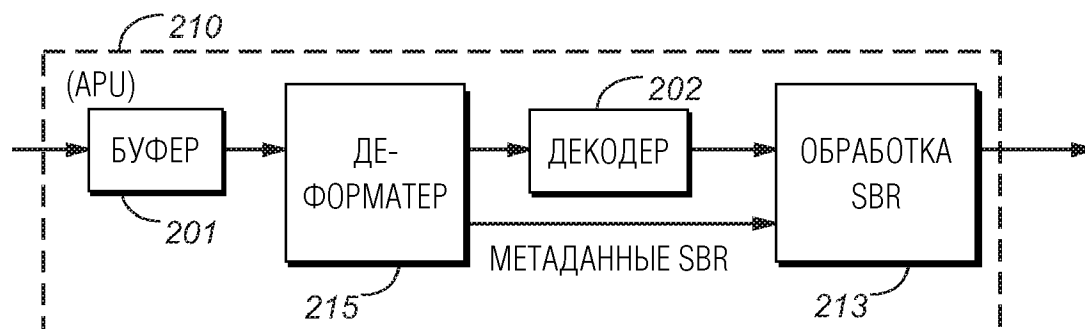 210
(APU)
БУФЕР
201
ДЕ-
ФОРМАТЕР
215
202
ДЕКОДЕР
МЕТАДАННЫЕ SBR
ОБРАБОТКА
SBR
213